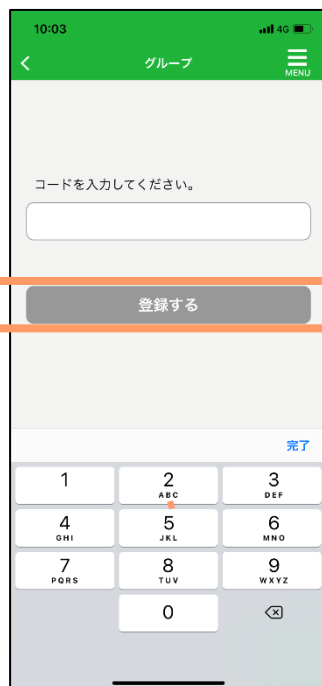 10:03 4G
グループ
MENU
コードを入力してください。
登録する
完了
1 2 3
ABC DEF
4 5 6
GHI JKL MNO
7 8 9
PQRS TUV WXYZ
0